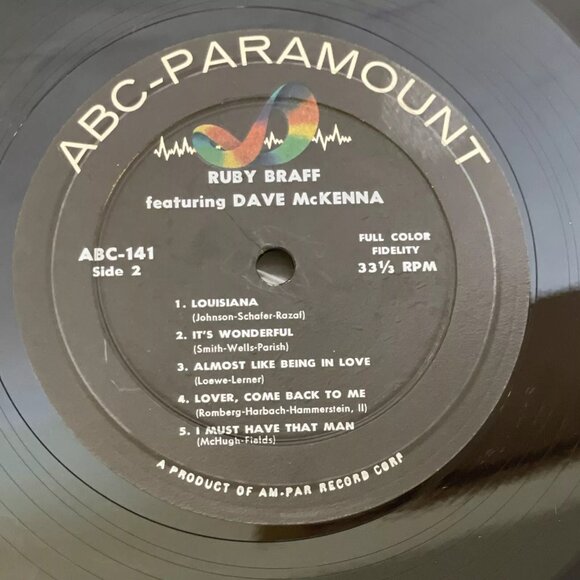 ABC-PARAMOUNT
RUBY BRAFF
featuring DAVE McKENNA
ABC-141
Side 2
FULL COLOR
FIDELITY
33⅓ RPM
1. LOUISIANA
(Johnson-Schafer-Razaf)
2. IT'S WONDERFUL
(Smith-Wells-Parish)
3. ALMOST LIKE BEING IN LOVE
(Loewe-Lerner)
4. LOVER, COME BACK TO ME
(Romberg-Harbach-Hammerstein, II)
5. I MUST HAVE THAT MAN
(McHugh-Fields)
A PRODUCT OF AM-PAR RECORD CORP